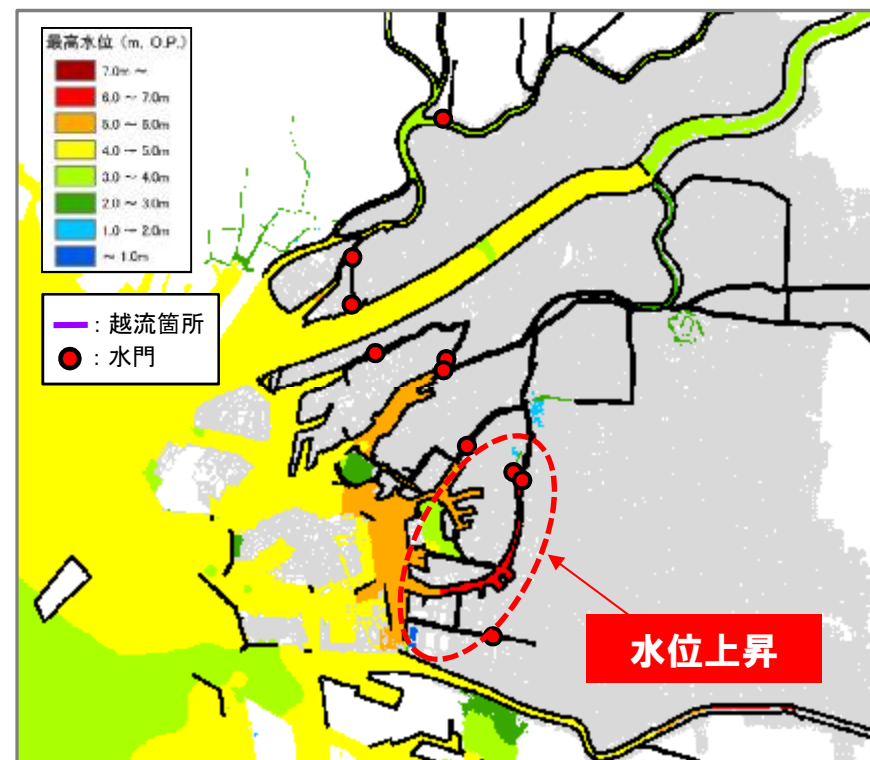 最高水位 (m, O.P.)
7.0m ~
6.0 ~ 7.0m
5.0 ~ 6.0m
4.0 ~ 5.0m
3.0 ~ 4.0m
2.0 ~ 3.0m
1.0 ~ 2.0m
~ 1.0m
：越流箇所
：水門
水位上昇